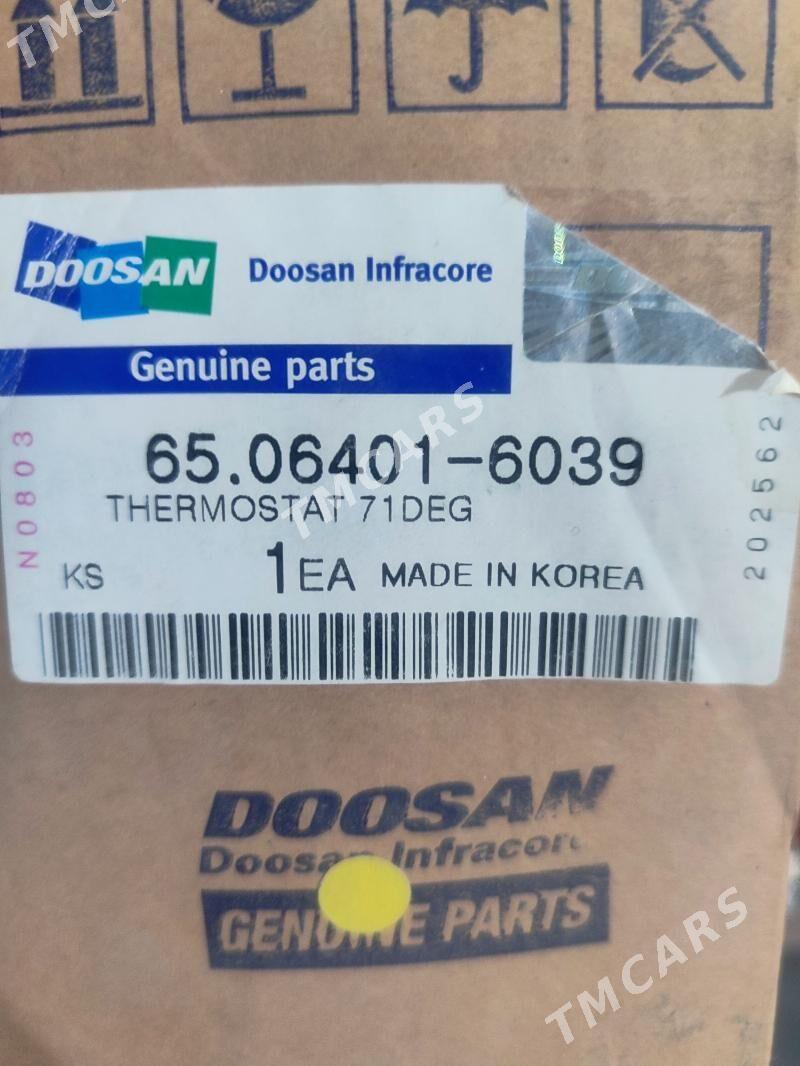 TMCARS
DOOSAN
Doosan Infracore
Genuine parts
N0803
65.06401-6039
202562
THERMOSTAT 71DEG
TMCARS
KS
1EA MADE IN KOREA
DOOSAN
Doosan Infracore
GENUINE PARTS
TMCARS